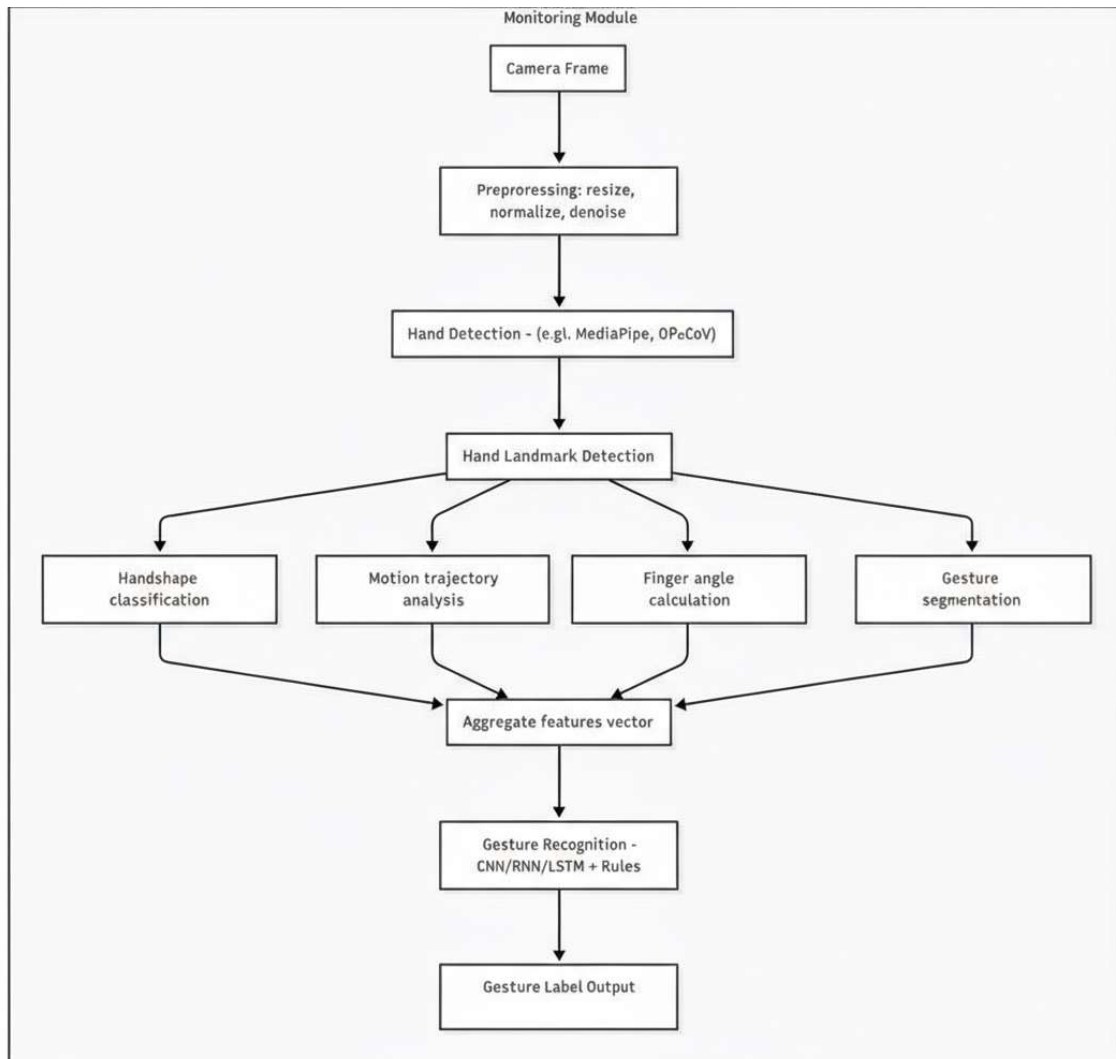 Monitoring Module
Camera Frame
Preproressing: resize,
normalize, denoise
Hand Detection - (e.gl. MediaPipe, OPeCoV)
Hand Landmark Detection
Handshape
classification
Motion trajectory
analysis
Finger angle
calculation
Gesture
segmentation
Aggregate features vector
Gesture Recognition -
CNN/RNN/LSTM + Rules
Gesture Label Output